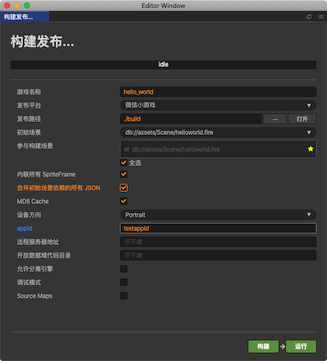 Editor Window
构建发布...
构建发布...
idle
游戏名称 hello_world
发布平台 微信小游戏
发布路径 ./build ... 打开
初始场景 db://assets/Scene/helloworld.fire
参与构建场景 db://assets/Scene/helloworld.fire
全选
内联所有 SpriteFrame
合并初始场景依赖的所有 JSON
MD5 Cache
设备方向 Portrait
appid testappid
远程服务器地址 可不填
开放数据域代码目录 可不填
允许分离引擎
调试模式
Source Maps
构建 运行